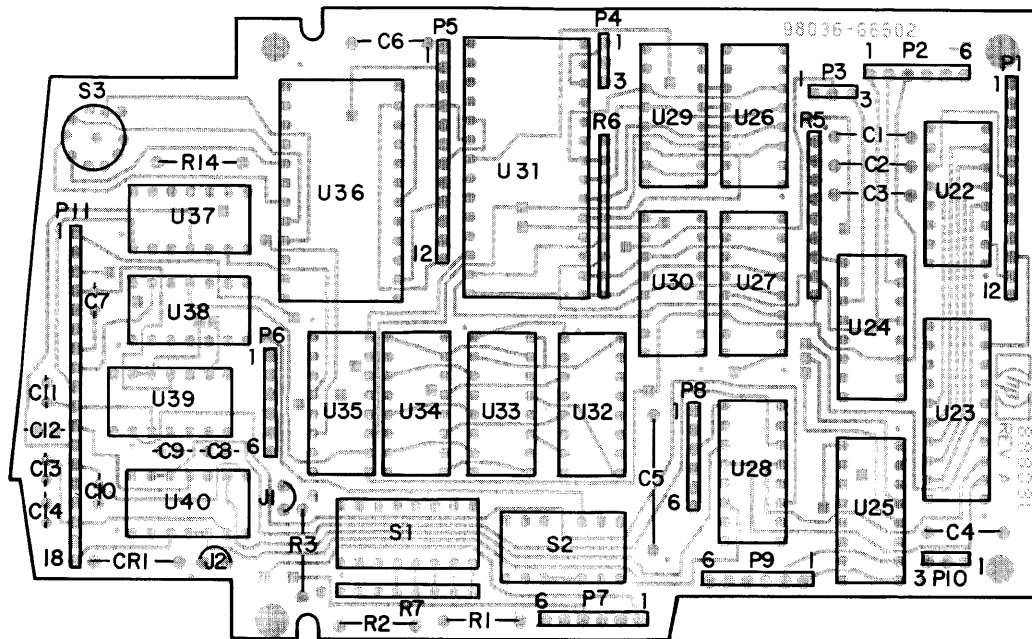 98036-66502
P4
P5
C6
1
1
1
P2
6
P1
1
3
1
P3
3
S3
U29
U26
R5
C1
R6
C2
R14
U36
U31
C3
U22
P11
U37
1
12
12
C7
U38
U30
U27
P6
U24
1
C11
U39
U35
U34
U33
U32
P8
1
U23
C12
C9
C8
6
C13
C5
U28
REV A
C10
U40
J1
6
C14
S1
S2
U25
R3
C4
18
CR1
J2
6
P9
1
3
P10
1
R7
6
P7
1
R2
R1
hp